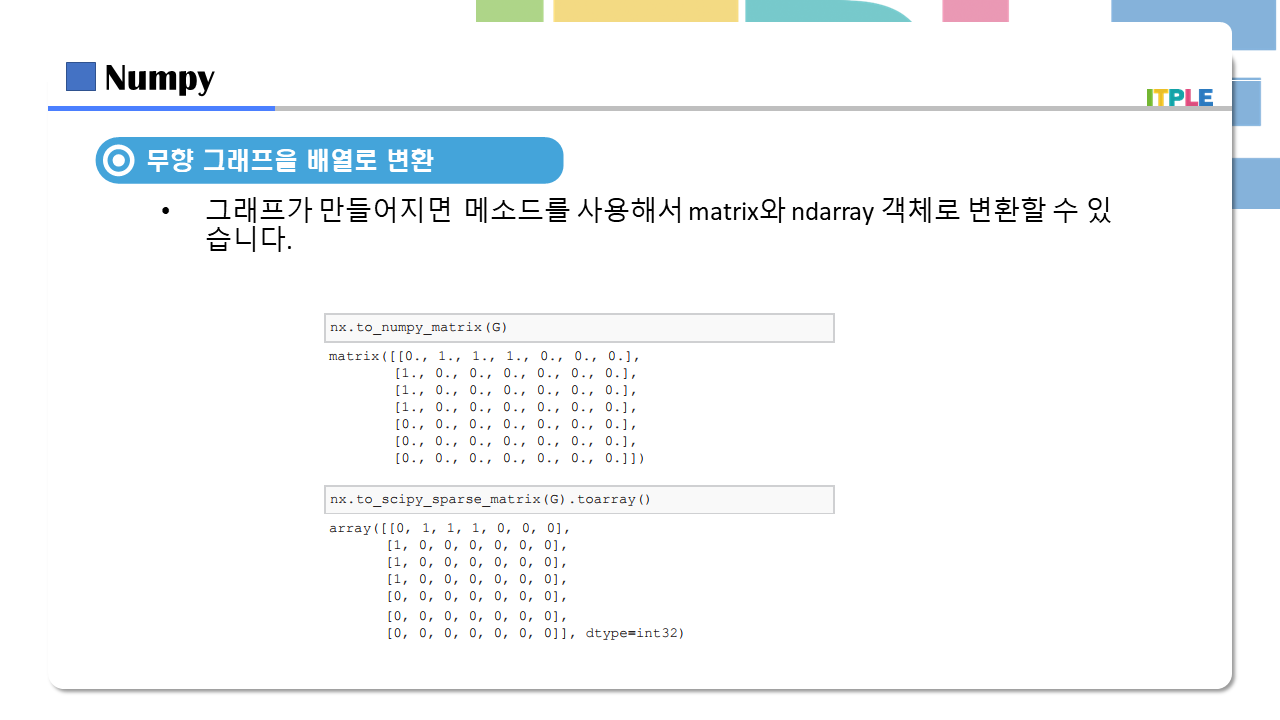 Numpy
ITPLE
무향 그래프을 배열로 변환
• 그래프가 만들어지면 메소드를 사용해서 matrix와 ndarray 객체로 변환할 수 있
습니다.
nx.to_numpy_matrix(G)
matrix([[0., 1., 1., 1., 0., 0., 0.],
[1., 0., 0., 0., 0., 0., 0.],
[1., 0., 0., 0., 0., 0., 0.],
[1., 0., 0., 0., 0., 0., 0.],
[0., 0., 0., 0., 0., 0., 0.],
[0., 0., 0., 0., 0., 0., 0.],
[0., 0., 0., 0., 0., 0., 0.]])
nx.to_scipy_sparse_matrix(G).toarray()
array([[0, 1, 1, 1, 0, 0, 0],
[1, 0, 0, 0, 0, 0, 0],
[1, 0, 0, 0, 0, 0, 0],
[1, 0, 0, 0, 0, 0, 0],
[0, 0, 0, 0, 0, 0, 0],
[0, 0, 0, 0, 0, 0, 0],
[0, 0, 0, 0, 0, 0, 0]], dtype=int32)